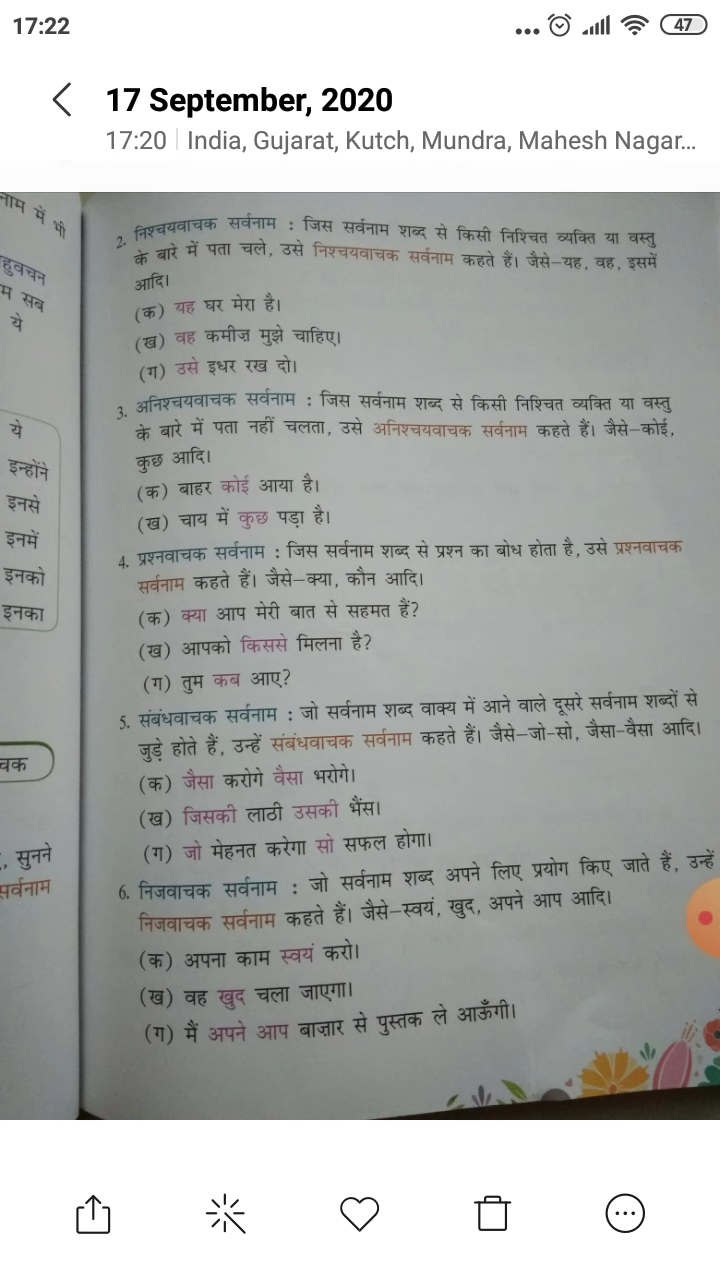 17:22
47
17 September, 2020
17:20 India, Gujarat, Kutch, Mundra, Mahesh Nagar...
नाम में भी
हुवचन
म सब
ये
ये
इन्होंने
इनसे
इनमें
इनको
इनका
चक
, सुनने
सर्वनाम
2. निश्चयवाचक सर्वनाम : जिस सर्वनाम शब्द से किसी निश्चित व्यक्ति या वस्तु
के बारे में पता चले, उसे निश्चयवाचक सर्वनाम कहते हैं। जैसे–यह, वह, इसमें
आदि।
(क) यह घर मेरा है।
(ख) वह कमीज़ मुझे चाहिए।
(ग) उसे इधर रख दो।
3. अनिश्चयवाचक सर्वनाम : जिस सर्वनाम शब्द से किसी निश्चित व्यक्ति या वस्तु
के बारे में पता नहीं चलता, उसे अनिश्चयवाचक सर्वनाम कहते हैं। जैसे–कोई,
कुछ आदि।
(क) बाहर कोई आया है।
(ख) चाय में कुछ पड़ा है।
4. प्रश्नवाचक सर्वनाम : जिस सर्वनाम शब्द से प्रश्न का बोध होता है, उसे प्रश्नवाचक
सर्वनाम कहते हैं। जैसे–क्या, कौन आदि।
(क) क्या आप मेरी बात से सहमत हैं?
(ख) आपको किससे मिलना है?
(ग) तुम कब आए?
5. संबंधवाचक सर्वनाम : जो सर्वनाम शब्द वाक्य में आने वाले दूसरे सर्वनाम शब्दों से
जुड़े होते हैं, उन्हें संबंधवाचक सर्वनाम कहते हैं। जैसे–जो-सो, जैसा-वैसा आदि।
(क) जैसा करोगे वैसा भरोगे।
(ख) जिसकी लाठी उसकी भैंस।
(ग) जो मेहनत करेगा सो सफल होगा।
6. निजवाचक सर्वनाम : जो सर्वनाम शब्द अपने लिए प्रयोग किए जाते हैं, उन्हें
निजवाचक सर्वनाम कहते हैं। जैसे–स्वयं, खुद, अपने आप आदि।
(क) अपना काम स्वयं करो।
(ख) वह खुद चला जाएगा।
(ग) मैं अपने आप बाज़ार से पुस्तक ले आऊँगी।